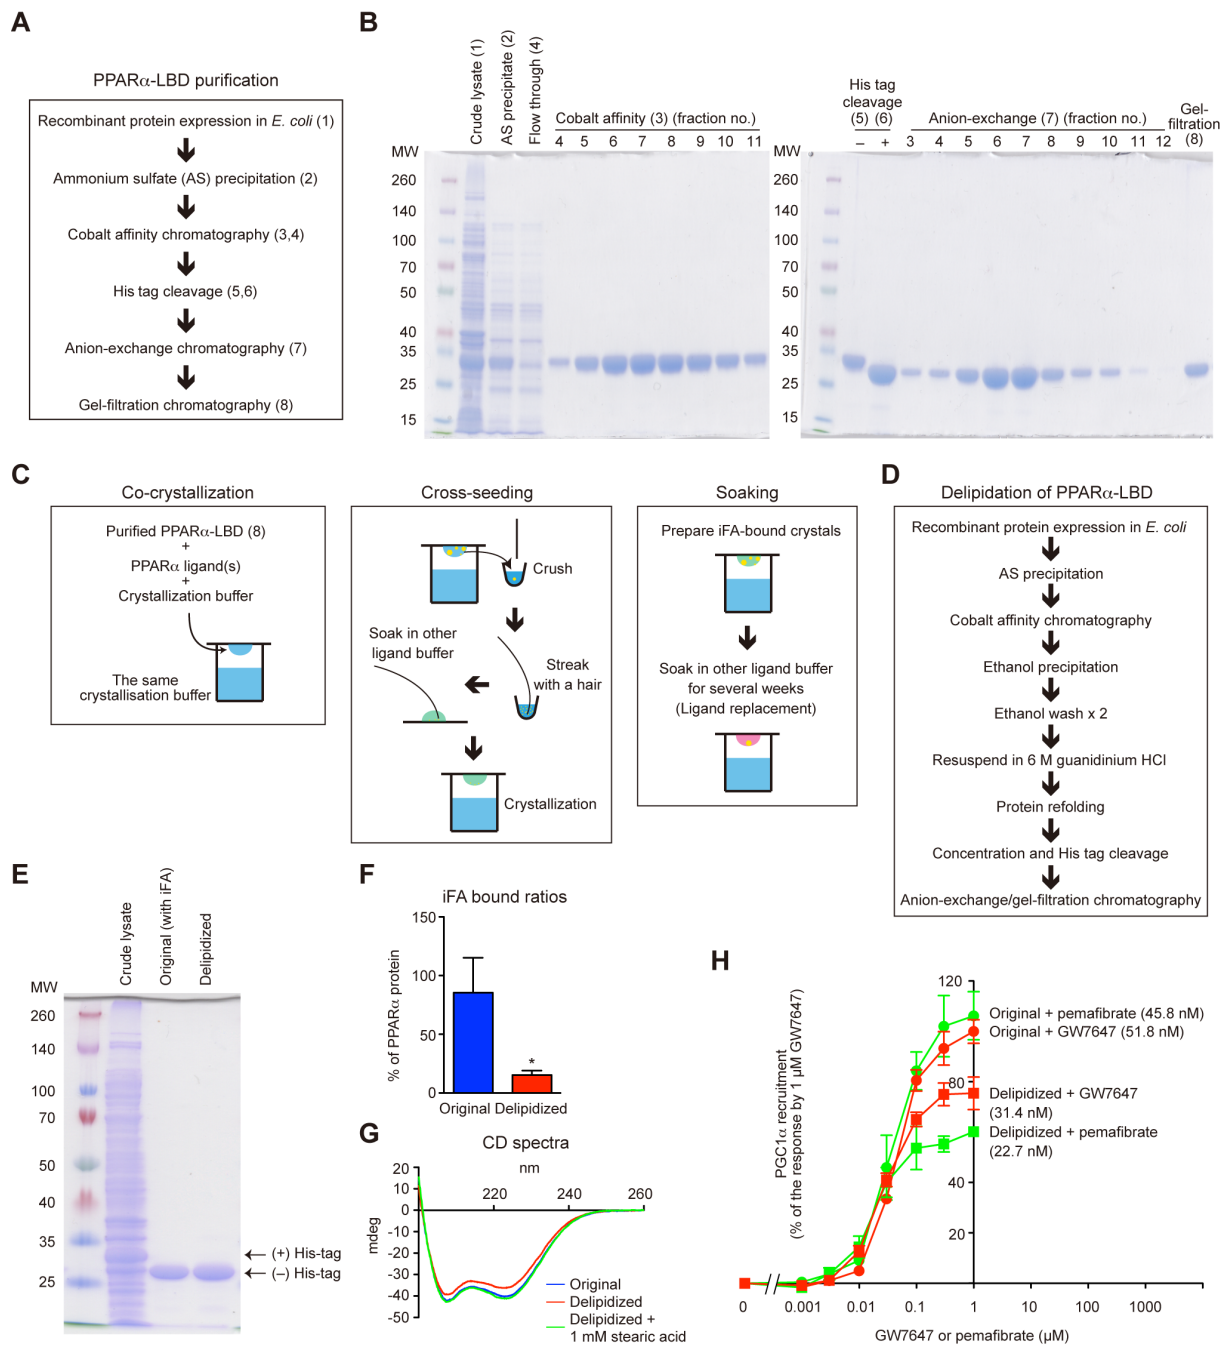 A
PPARα-LBD purification
Recombinant protein expression in E. coli (1)
Ammonium sulfate (AS) precipitation (2)
Cobalt affinity chromatography (3,4)
His tag cleavage (5,6)
Anion-exchange chromatography (7)
Gel-filtration chromatography (8)
B
Crude lysate (1)
AS precipitate (2)
Flow through (4)
Cobalt affinity (3) (fraction no.)
4 5 6 7 8 9 10 11
MW
260
140
100
70
50
40
35
25
15
His tag
cleavage
(5) (6)
– +
Anion-exchange (7) (fraction no.)
3 4 5 6 7 8 9 10 11 12
Gel-
filtration
(8)
MW
260
140
100
70
50
40
35
25
15
C
Co-crystallization
Purified PPARα-LBD (8)
+
PPARα ligand(s)
+
Crystallization buffer
The same
crystallisation buffer
Cross-seeding
Crush
Soak in other
ligand buffer
Streak
with a hair
Crystallization
Soaking
Prepare iFA-bound crystals
Soak in other ligand buffer
for several weeks
(Ligand replacement)
D
Delipidation of PPARα-LBD
Recombinant protein expression in E. coli
AS precipitation
Cobalt affinity chromatography
Ethanol precipitation
Ethanol wash x 2
Resuspend in 6 M guanidinium HCl
Protein refolding
Concentration and His tag cleavage
Anion-exchange/gel-filtration chromatography
E
Crude lysate
Original (with iFA)
Delipidized
MW
260
140
100
70
50
40
35
25
(+) His-tag
(–) His-tag
F
iFA bound ratios
% of PPARα protein
150
100
50
0
*
Original Delipidized
G
CD spectra
nm
mdeg
20
10
0
-10
-20
-30
-40
-50
220 240 260
Original
Delipidized
Delipidized +
1 mM stearic acid
H
PGC1α recruitment
(% of the response by 1 μM GW7647)
120
80
40
20
Original + pemafibrate (45.8 nM)
Original + GW7647 (51.8 nM)
Delipidized + GW7647
(31.4 nM)
Delipidized + pemafibrate
(22.7 nM)
0 0.001 0.01 0.1 1 10 100 1000
GW7647 or pemafibrate (μM)